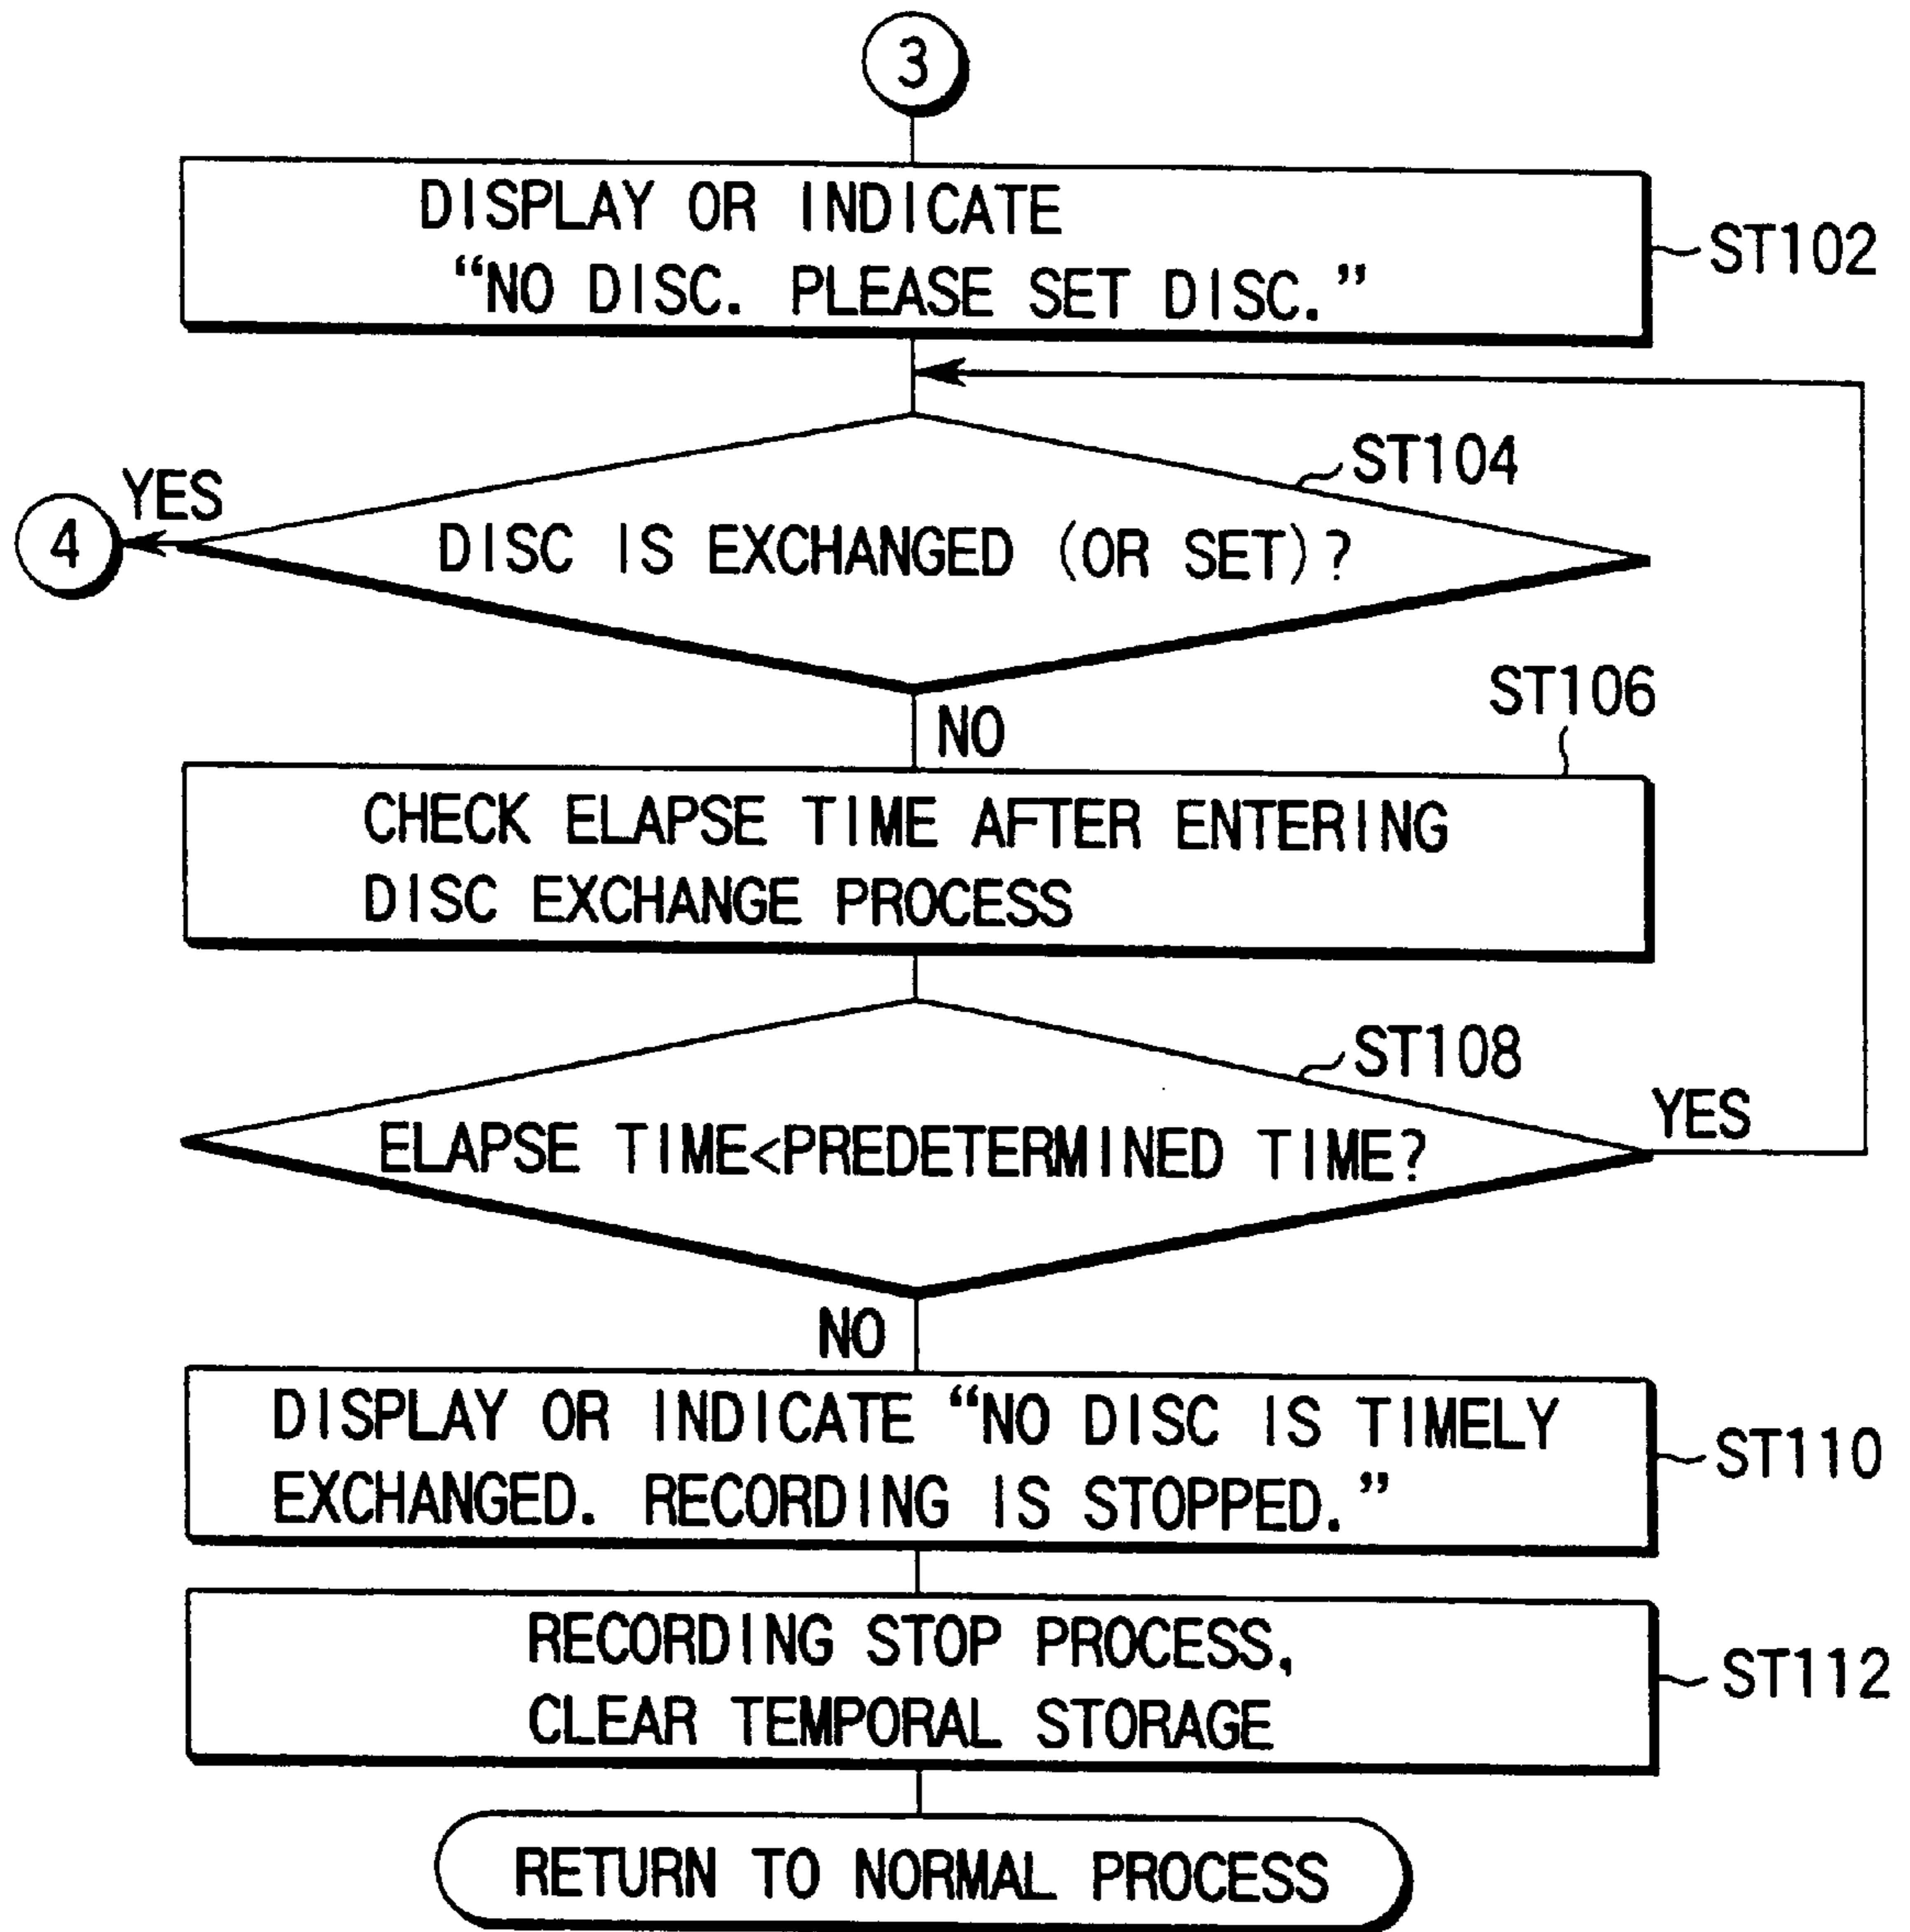 3
DISPLAY OR INDICATE
“NO DISC. PLEASE SET DISC.”
ST102
ST104
YES
4
DISC IS EXCHANGED (OR SET)?
ST106
NO
CHECK ELAPSE TIME AFTER ENTERING
DISC EXCHANGE PROCESS
ST108
YES
ELAPSE TIME<PREDETERMINED TIME?
NO
DISPLAY OR INDICATE “NO DISC IS TIMELY
EXCHANGED. RECORDING IS STOPPED.”
ST110
RECORDING STOP PROCESS,
CLEAR TEMPORAL STORAGE
ST112
RETURN TO NORMAL PROCESS